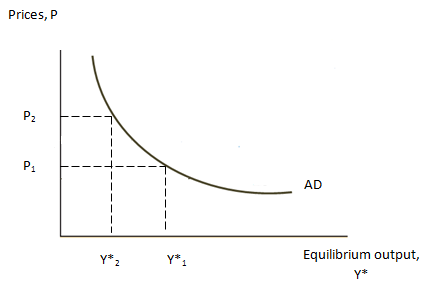 Prices, P
P₂
P₁
AD
Y*₂
Y*₁
Equilibrium output,
Y*